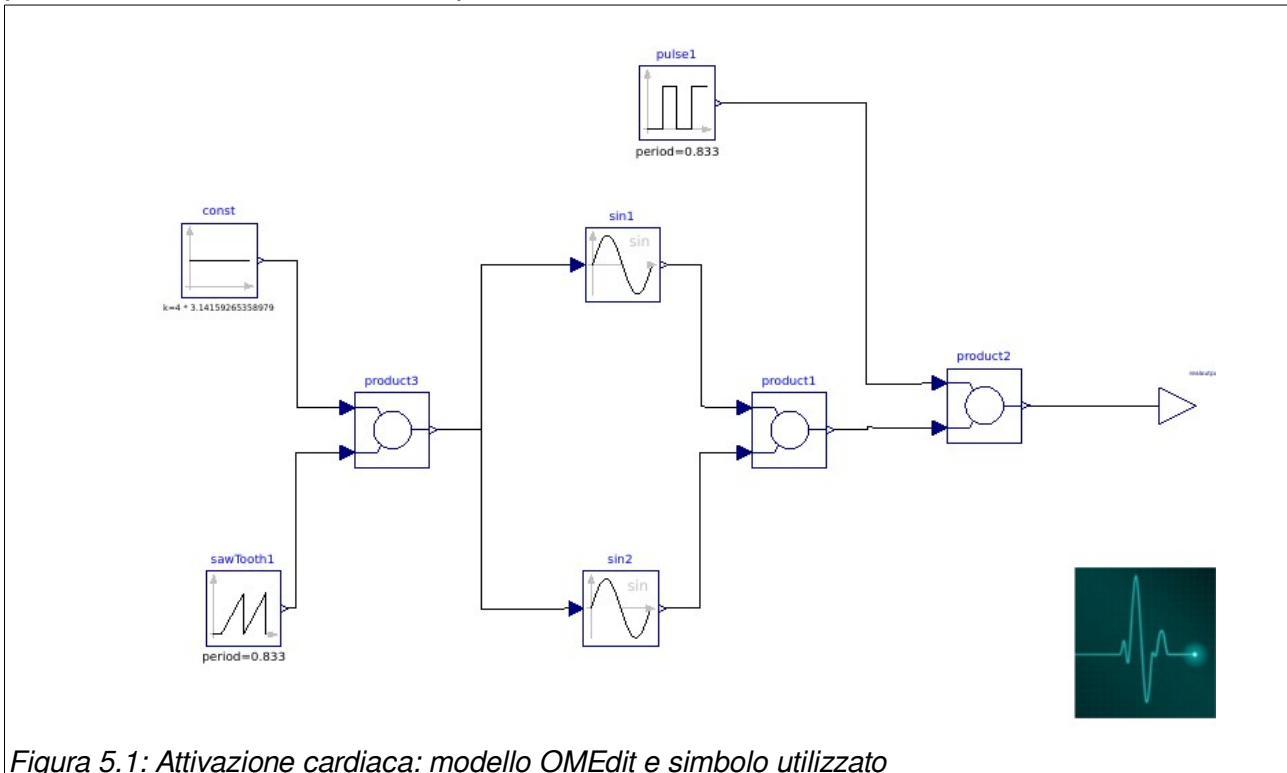 pulse1
period=0.833
const
k=4 * 3.14159265358979
sin1
sin
product3
product1
product2
sawTooth1
period=0.833
sin2
sin
Figura 5.1: Attivazione cardiaca: modello OMEdit e simbolo utilizzato